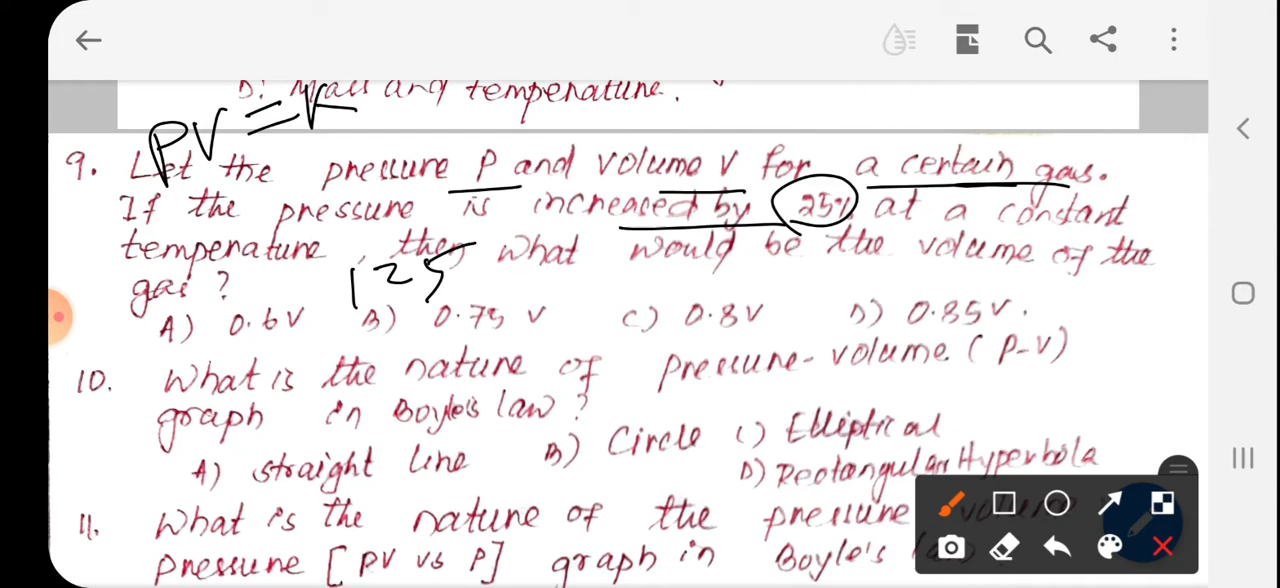 D! Mass and temperature.
PV = K
9. Let the pressure P and volume V for a certain gas.
If the pressure is increased by 25% at a constant
temperature, then what would be the volume of the
gas?
125
A) 0.6V B) 0.75 V C) 0.8V D) 0.85V.
10. What is the nature of pressure-volume (P-V)
graph in Boyle's law?
A) straight line B) Circle C) Elliptical
D) Rectangular Hyperbola
11. What is the nature of the pressure volume
pressure [PV vs P] graph in Boyle's law